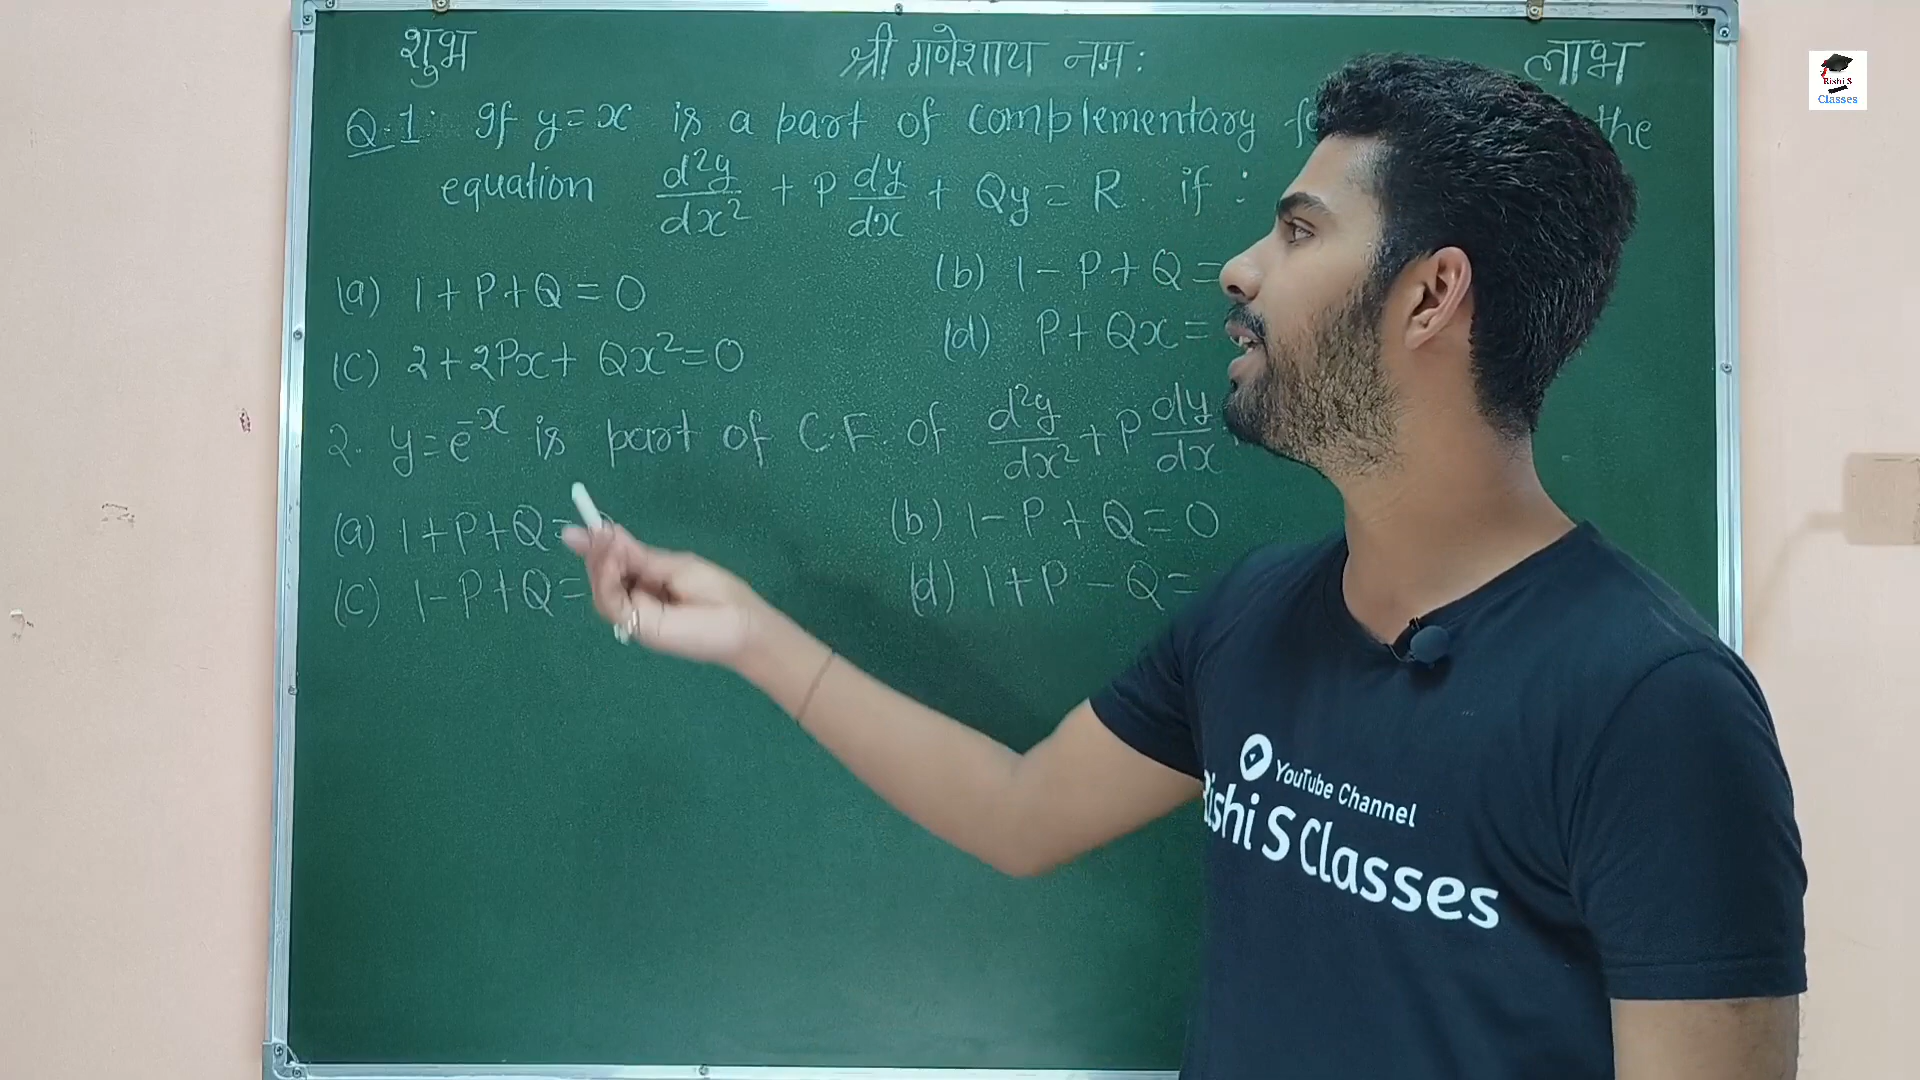 शुभ श्री गणेशाय नम: लाभ
Rishi S
Classes
Q.1: If y=x is a part of complementary the
equation d²y/dx² + P dy/dx + Qy = R. if :
(a) 1+P+Q=0 (b) 1-P+Q=
(c) 2+2Px+ Qx²=0 (d) P+Qx=
2. y=e^-x is part of C.F. of d²y/dx² + P dy/dx
(a) 1+P+Q= (b) 1-P+Q=0
(c) 1-P+Q= (d) 1+P-Q=
YouTube Channel
Rishi S Classes